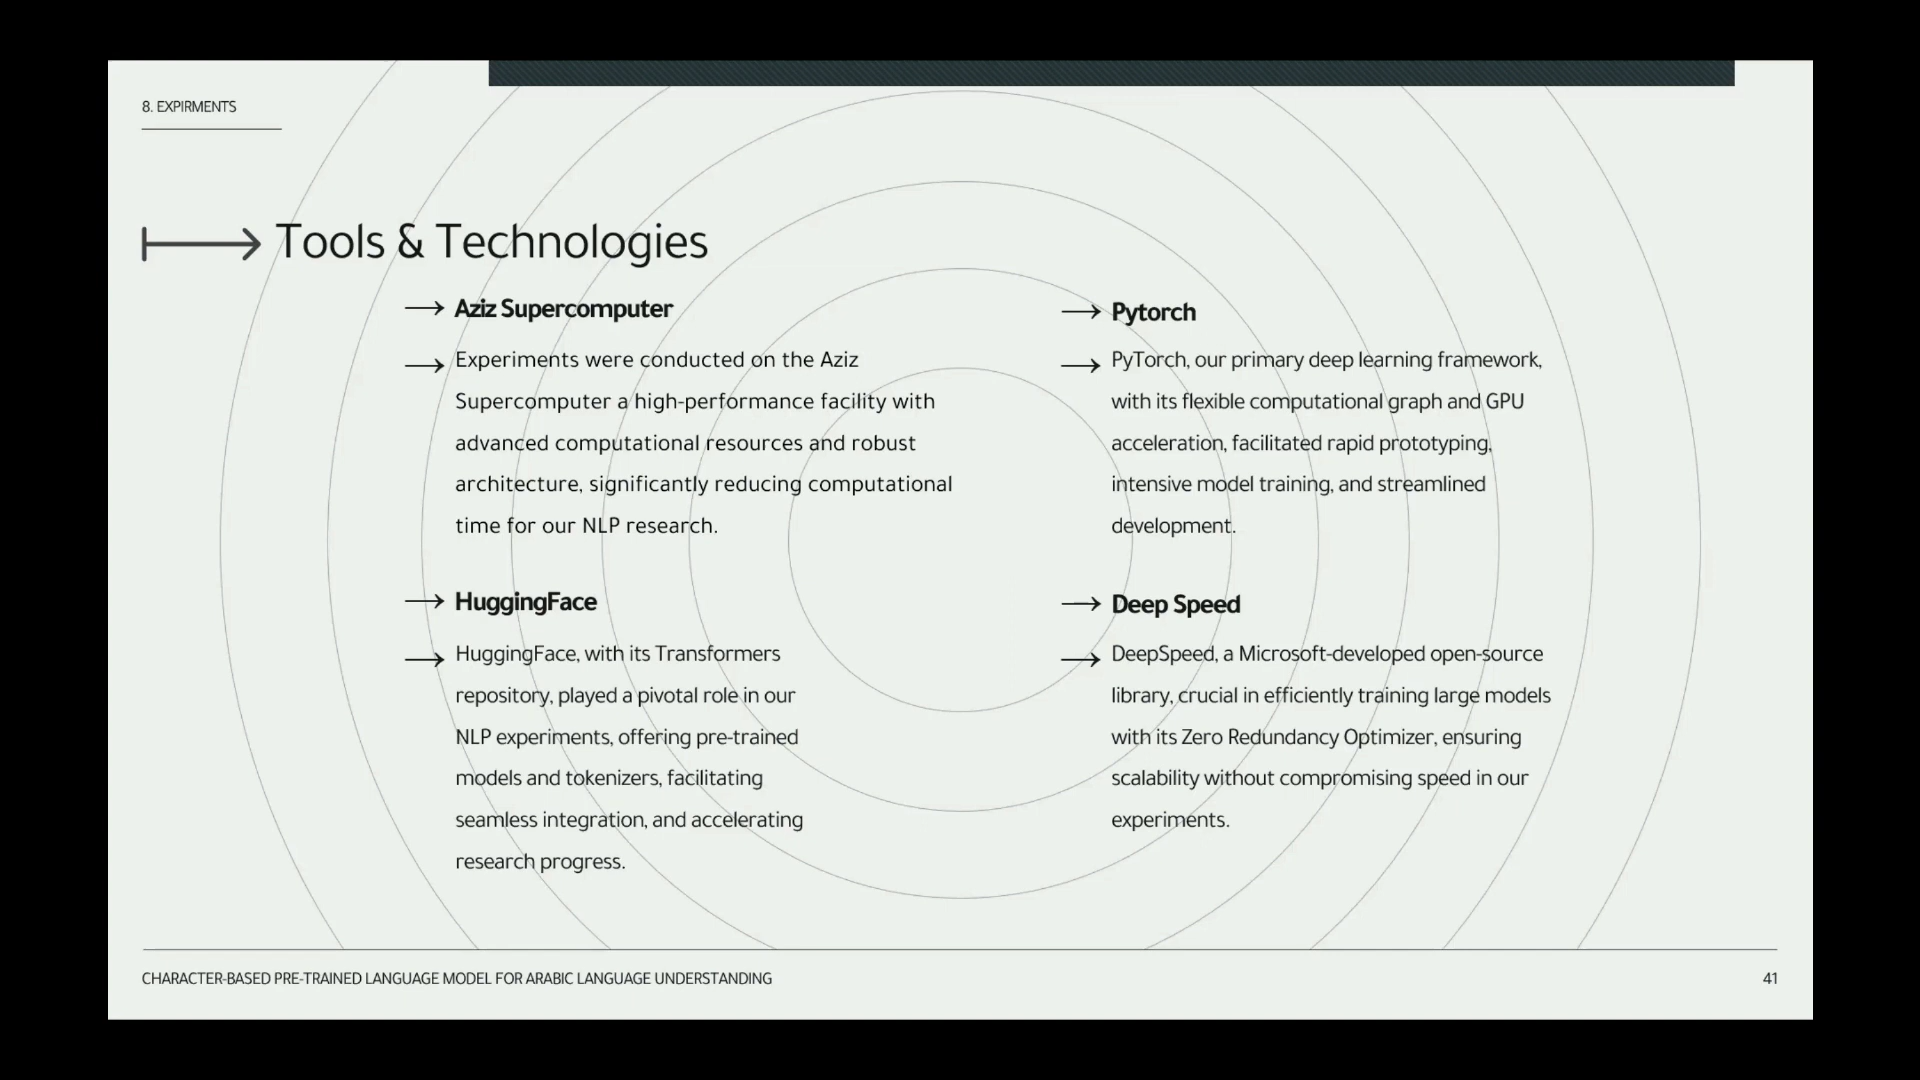 8. EXPIRMENTS
Tools & Technologies
Aziz Supercomputer
Experiments were conducted on the Aziz
Supercomputer a high-performance facility with
advanced computational resources and robust
architecture, significantly reducing computational
time for our NLP research.
Pytorch
PyTorch, our primary deep learning framework,
with its flexible computational graph and GPU
acceleration, facilitated rapid prototyping,
intensive model training, and streamlined
development.
HuggingFace
HuggingFace, with its Transformers
repository, played a pivotal role in our
NLP experiments, offering pre-trained
models and tokenizers, facilitating
seamless integration, and accelerating
research progress.
Deep Speed
DeepSpeed, a Microsoft-developed open-source
library, crucial in efficiently training large models
with its Zero Redundancy Optimizer, ensuring
scalability without compromising speed in our
experiments.
CHARACTER-BASED PRE-TRAINED LANGUAGE MODEL FOR ARABIC LANGUAGE UNDERSTANDING
41